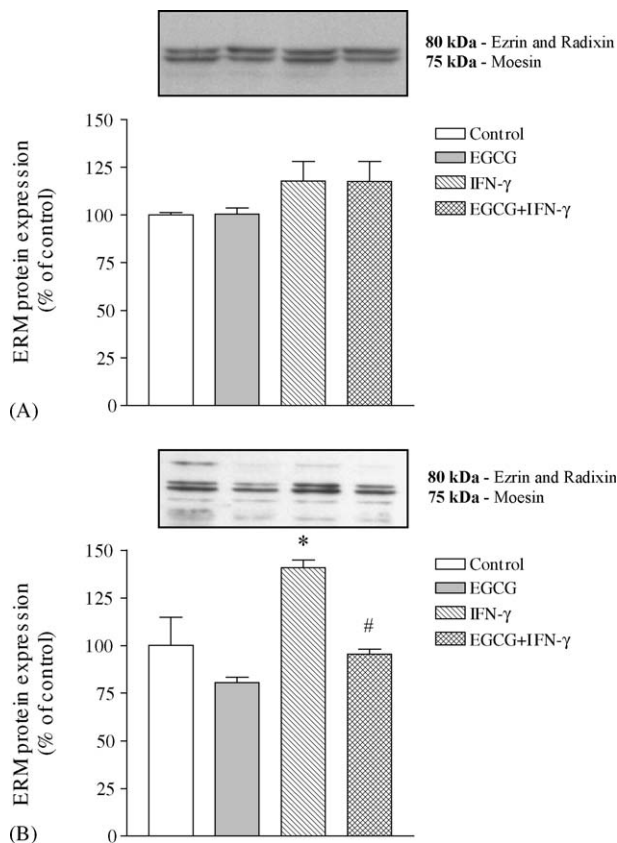 80 kDa - Ezrin and Radixin
75 kDa - Moesin
150
125
100
75
50
25
0
ERM protein expression
(% of control)
Control
EGCG
IFN-γ
EGCG+IFN-γ
(A)
80 kDa - Ezrin and Radixin
75 kDa - Moesin
150
125
100
75
50
25
0
ERM protein expression
(% of control)
*
#
Control
EGCG
IFN-γ
EGCG+IFN-γ
(B)